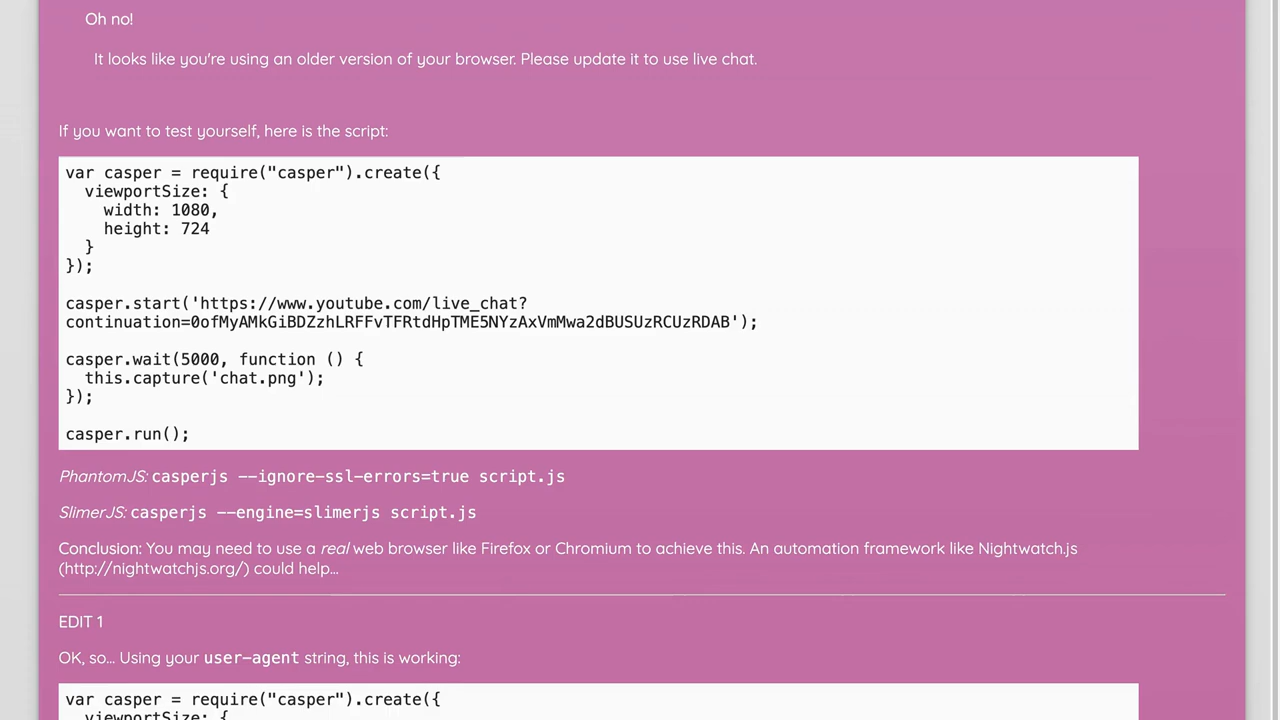 Oh no!
It looks like you're using an older version of your browser. Please update it to use live chat.
If you want to test yourself, here is the script:
var casper = require("casper").create({
  viewportSize: {
    width: 1080,
    height: 724
  }
});
casper.start('https://www.youtube.com/live_chat?
continuation=0ofMyAMkGiBDZzhLRFFvTFRtdHpTME5NYzAxVmMwa2dBUSUzRCUzRDAB');
casper.wait(5000, function () {
  this.capture('chat.png');
});
casper.run();
PhantomJS: casperjs --ignore-ssl-errors=true script.js
SlimerJS: casperjs --engine=slimerjs script.js
Conclusion: You may need to use a real web browser like Firefox or Chromium to achieve this. An automation framework like Nightwatch.js
(http://nightwatchjs.org/) could help...
EDIT 1
OK, so... Using your user-agent string, this is working:
var casper = require("casper").create({
  viewportSize: {